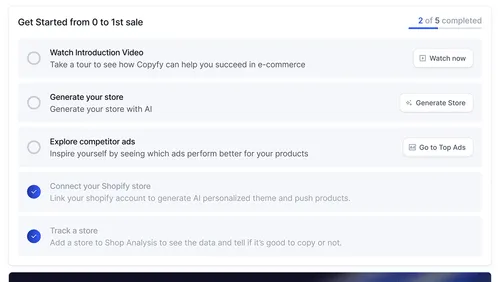 Get Started from 0 to 1st sale
2 of 5 completed
Watch Introduction Video
Take a tour to see how Copyfy can help you succeed in e-commerce
Watch now
Generate your store
Generate your store with AI
Generate Store
Explore competitor ads
Inspire yourself by seeing which ads perform better for your products
Ad
Go to Top Ads
Connect your Shopify store
Link your shopify account to generate AI personalized theme and push products.
Track a store
Add a store to Shop Analysis to see the data and tell if it's good to copy or not.